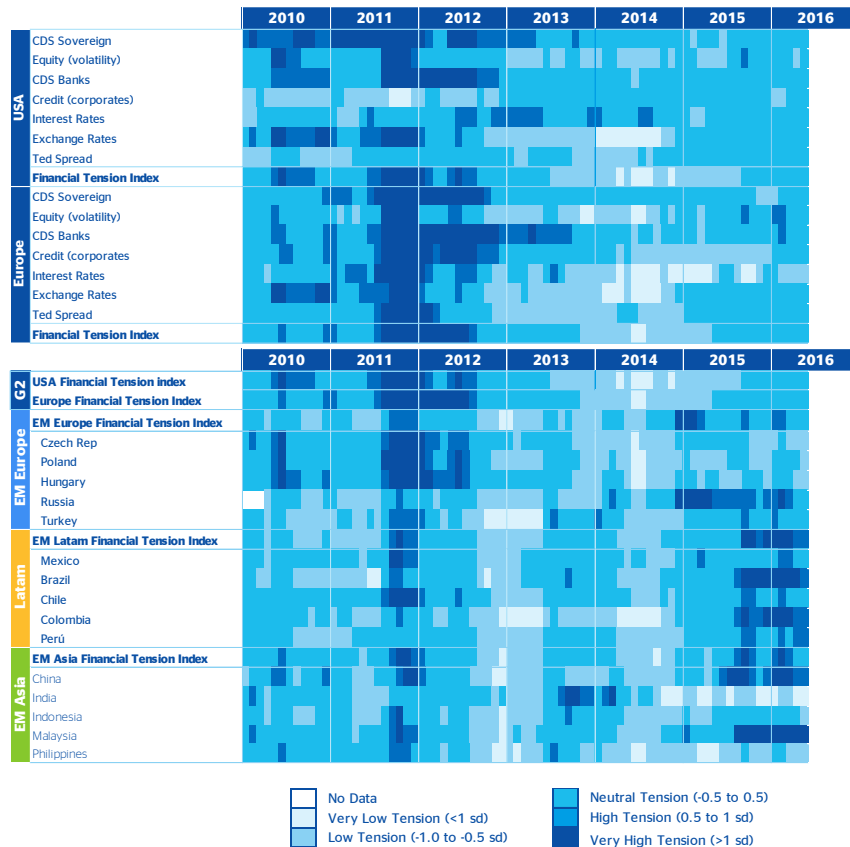 2010 2011 2012 2013 2014 2015 2016
USA
CDS Sovereign
Equity (volatility)
CDS Banks
Credit (corporates)
Interest Rates
Exchange Rates
Ted Spread
Financial Tension Index
Europe
CDS Sovereign
Equity (volatility)
CDS Banks
Credit (corporates
Interest Rates
Exchange Rates
Ted Spread
Financial Tension Index
2010 2011 2012 2013 2014 2015 2016
G2
USA Financial Tension index
Europe Financial Tension Index
EM Europe
EM Europe Financial Tension Index
Czech Rep
Poland
Hungary
Russia
Turkey
Latam
EM Latam Financial Tension Index
Mexico
Brazil
Chile
Colombia
Perú
EM Asia
EM Asia Financial Tension Index
China
India
Indonesia
Malaysia
Philippines
No Data
Very Low Tension (<1 sd)
Low Tension (-1.0 to -0.5 sd)
Neutral Tension (-0.5 to 0.5)
High Tension (0.5 to 1 sd)
Very High Tension (>1 sd)